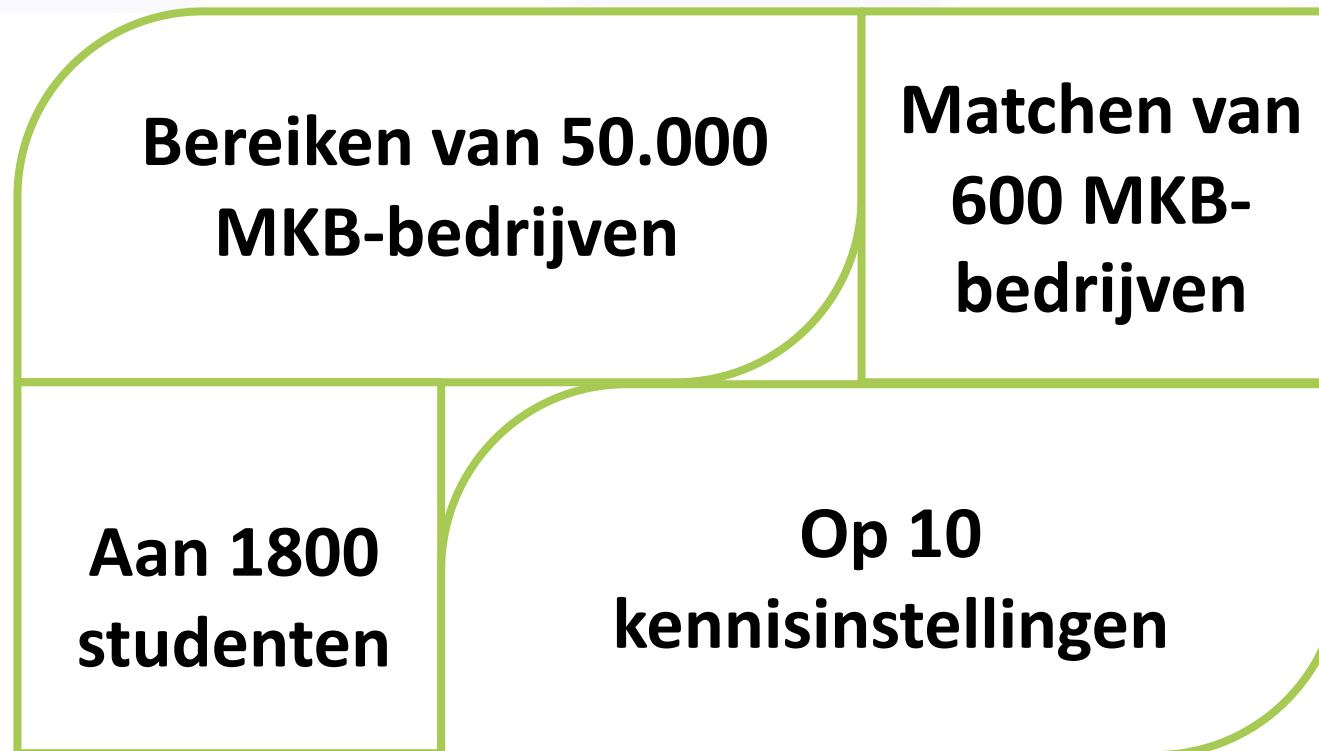 Bereiken van 50.000
MKB-bedrijven
Matchen van
600 MKB-
bedrijven
Aan 1800
studenten
Op 10
kennisinstellingen